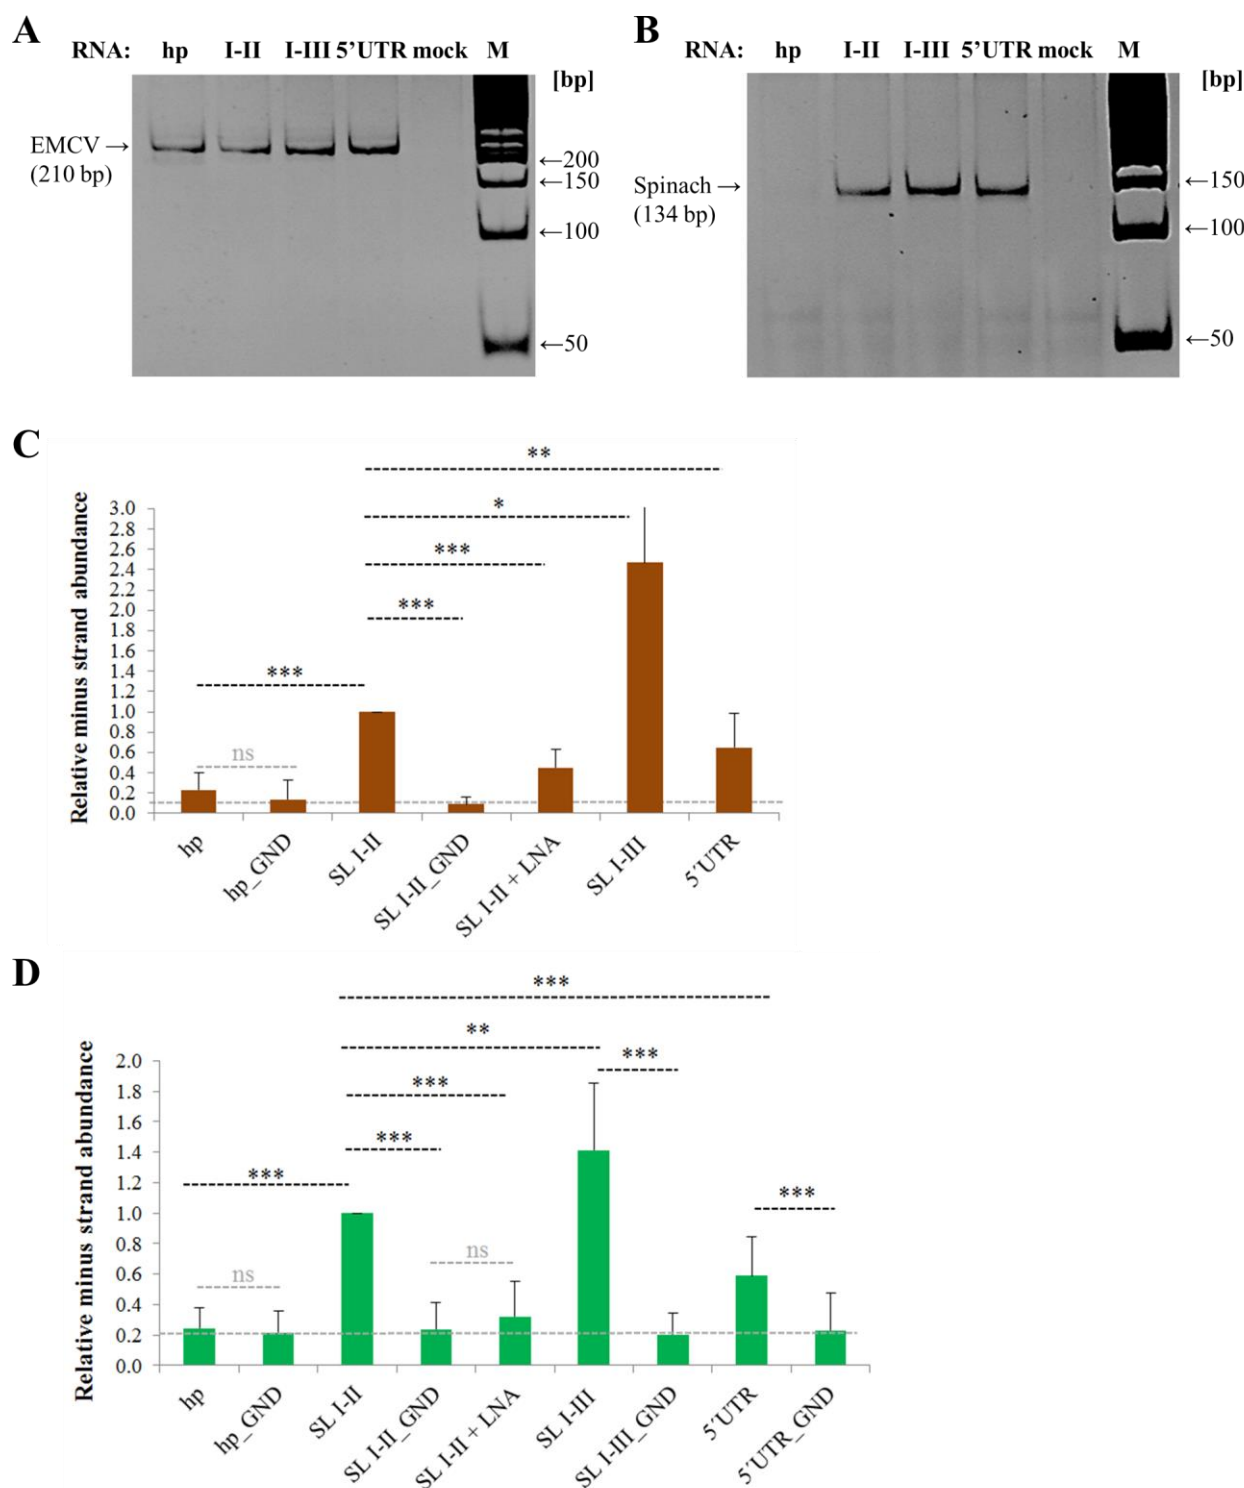 A
RNA: hp I-II I-III 5’UTR mock M
[bp]
EMCV →
(210 bp)
←200
←150
←100
←50
B
RNA: hp I-II I-III 5’UTR mock M
[bp]
Spinach →
(134 bp)
←150
←100
←50
C
Relative minus strand abundance
3.0
2.8
2.6
2.4
2.2
2.0
1.8
1.6
1.4
1.2
1.0
0.8
0.6
0.4
0.2
0.0
**
*
***
***
***
ns
hp
hp_GND
SL I-II
SL I-II_GND
SL I-II + LNA
SL I-III
5´UTR
D
Relative minus strand abundance
2.0
1.8
1.6
1.4
1.2
1.0
0.8
0.6
0.4
0.2
0.0
***
**
***
***
***
***
***
ns
ns
hp
hp_GND
SL I-II
SL I-II_GND
SL I-II + LNA
SL I-III
SL I-III_GND
5´UTR
5´UTR_GND